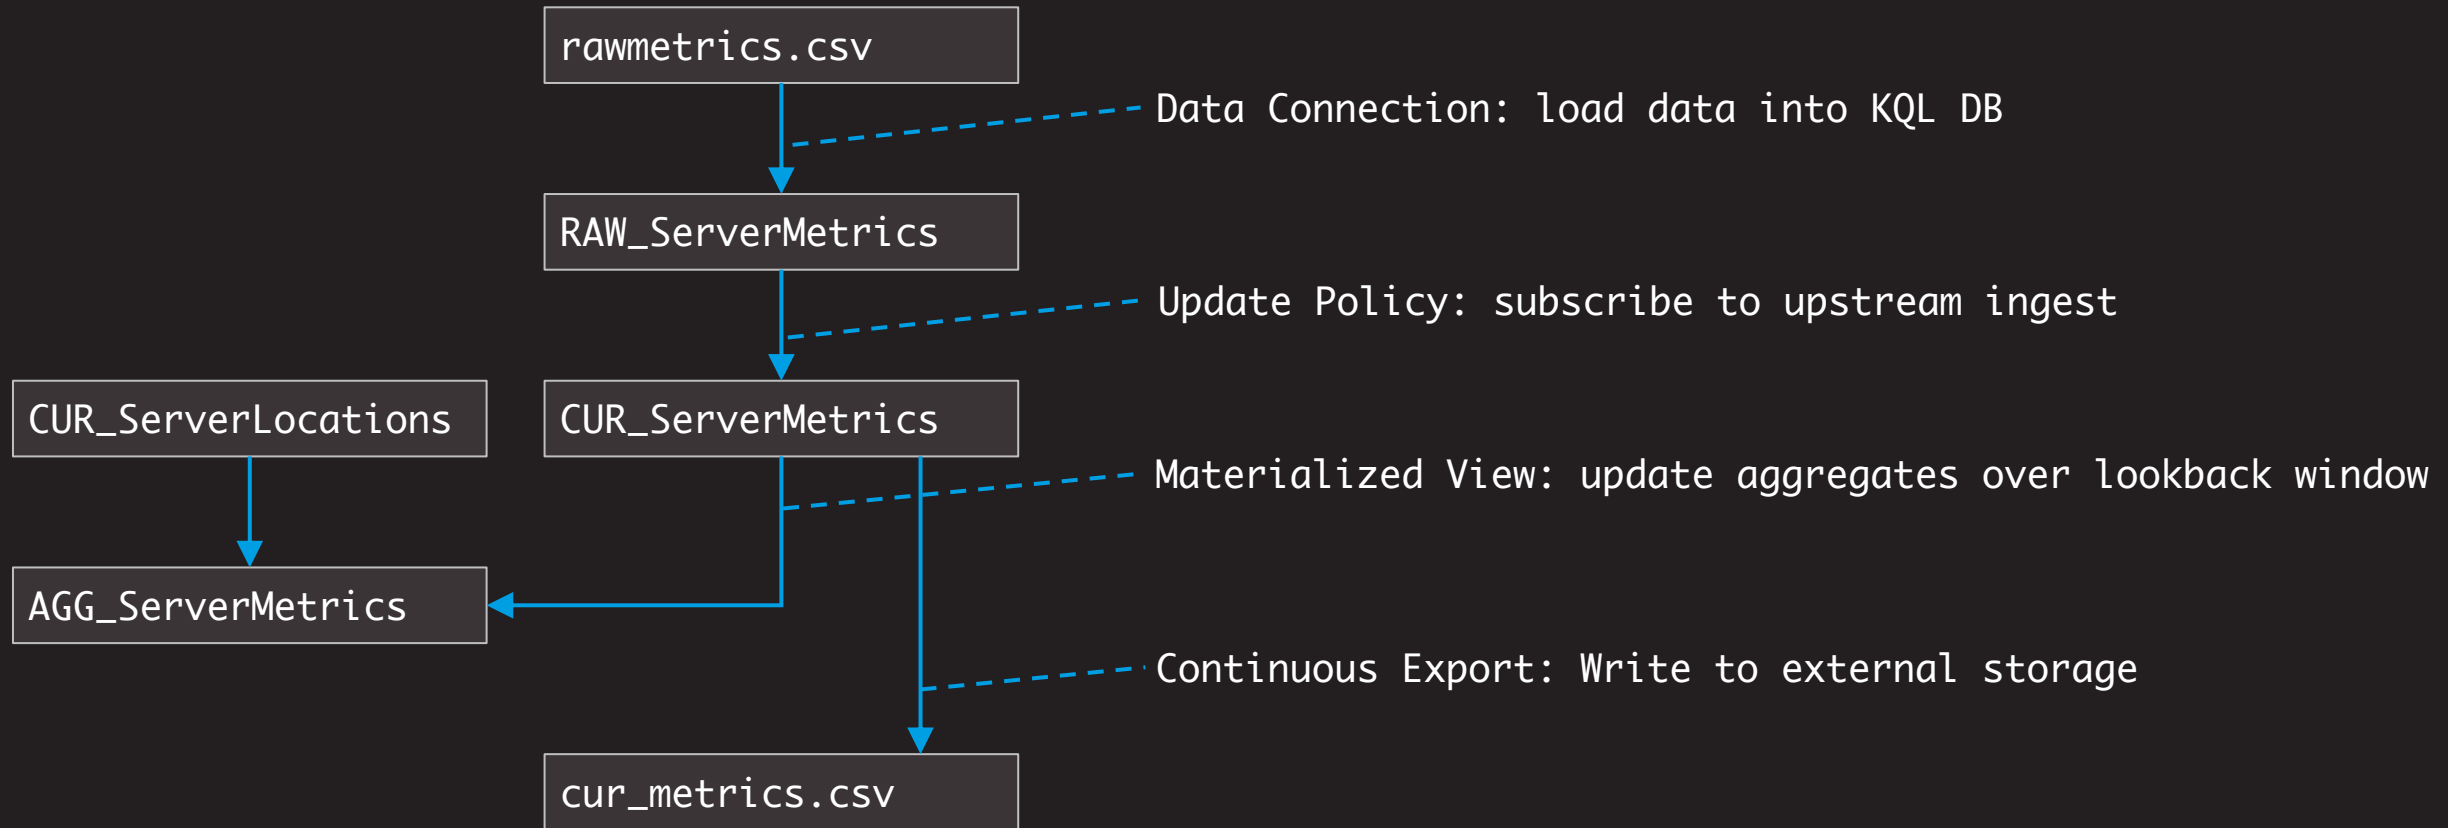 rawmetrics.csv
Data Connection: load data into KQL DB
RAW_ServerMetrics
Update Policy: subscribe to upstream ingest
CUR_ServerLocations
CUR_ServerMetrics
Materialized View: update aggregates over lookback window
AGG_ServerMetrics
Continuous Export: Write to external storage
cur_metrics.csv